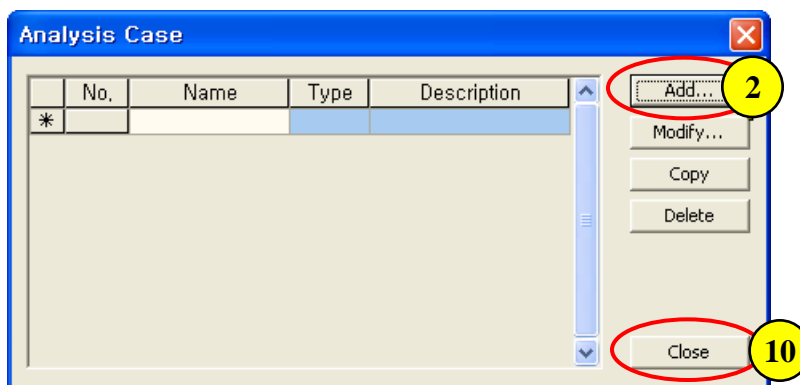 Analysis Case
No. Name Type Description
*
Add... 2
Modify...
Copy
Delete
Close 10